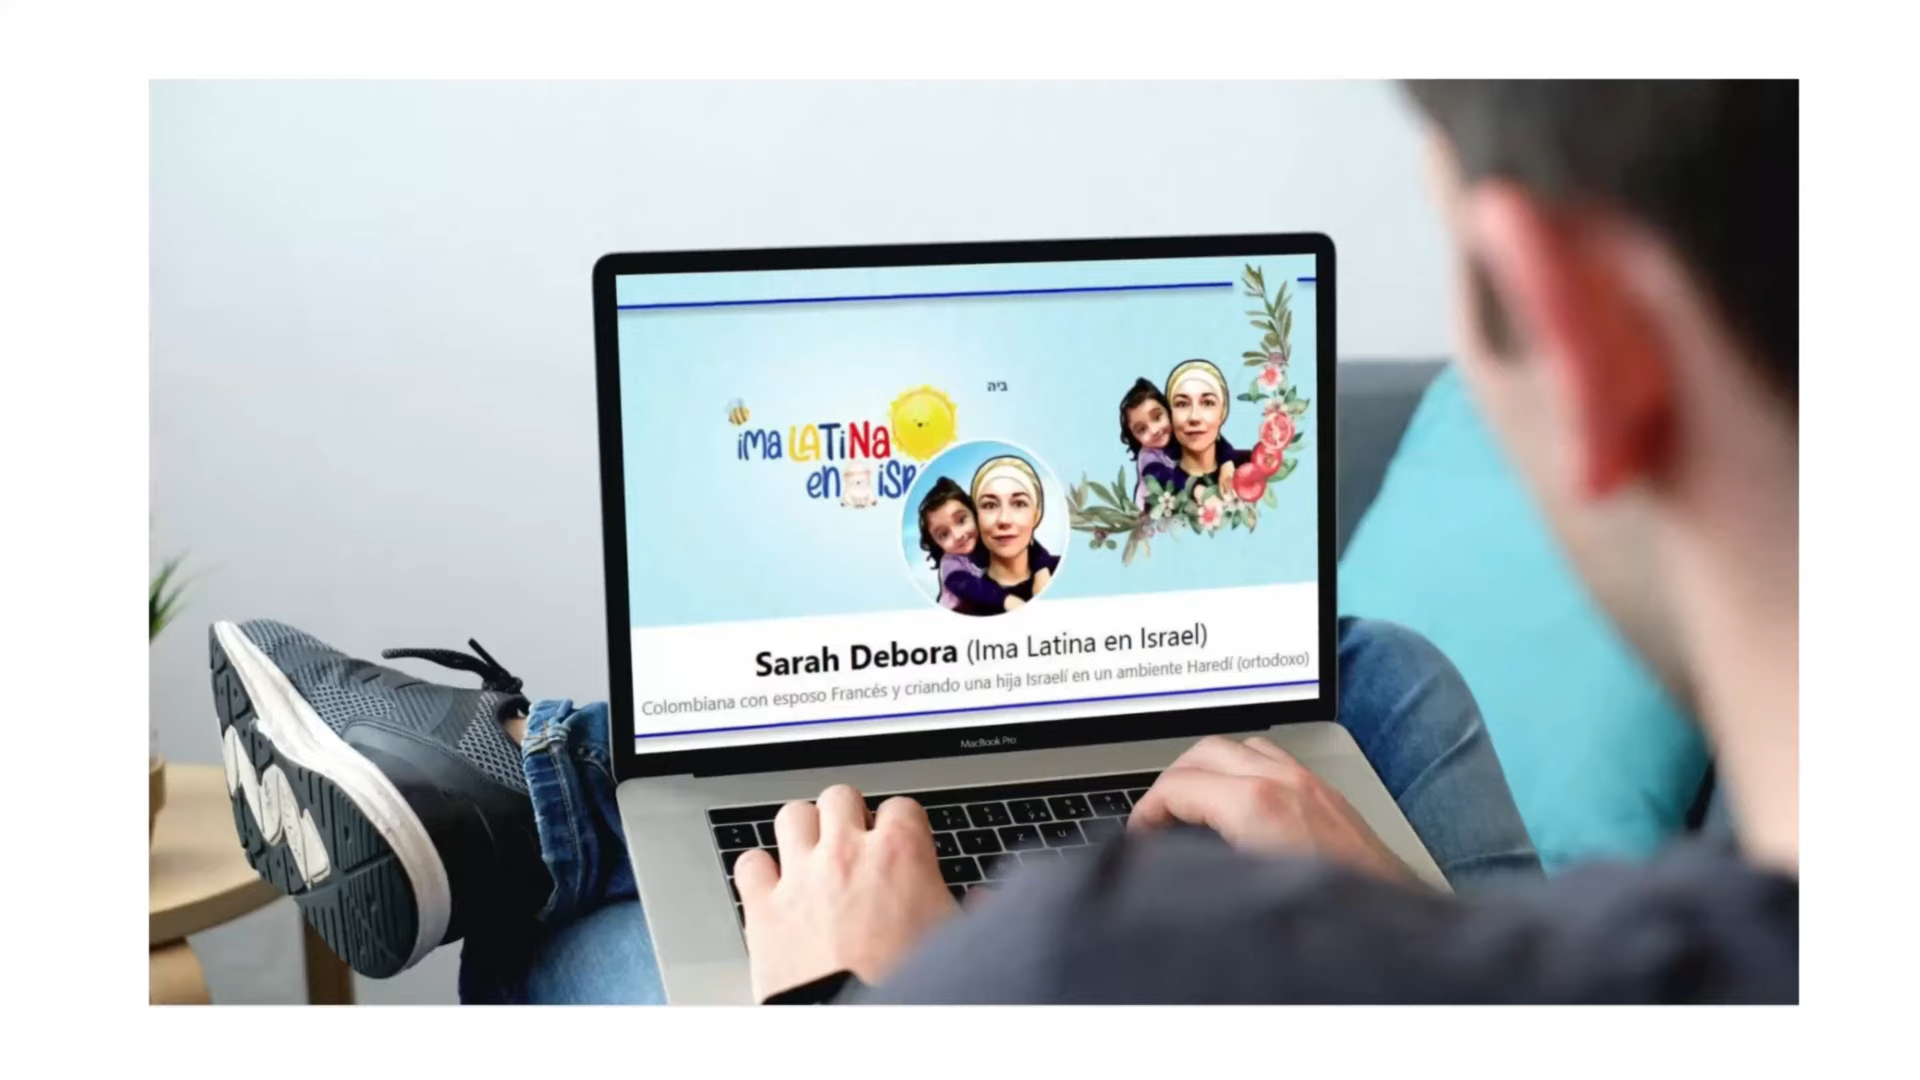 ביה
ima LATiNa
en iSR
Sarah Debora (Ima Latina en Israel)
Colombiana con esposo Francés y criando una hija Israelí en un ambiente Haredí (ortodoxo)
MacBook Pro